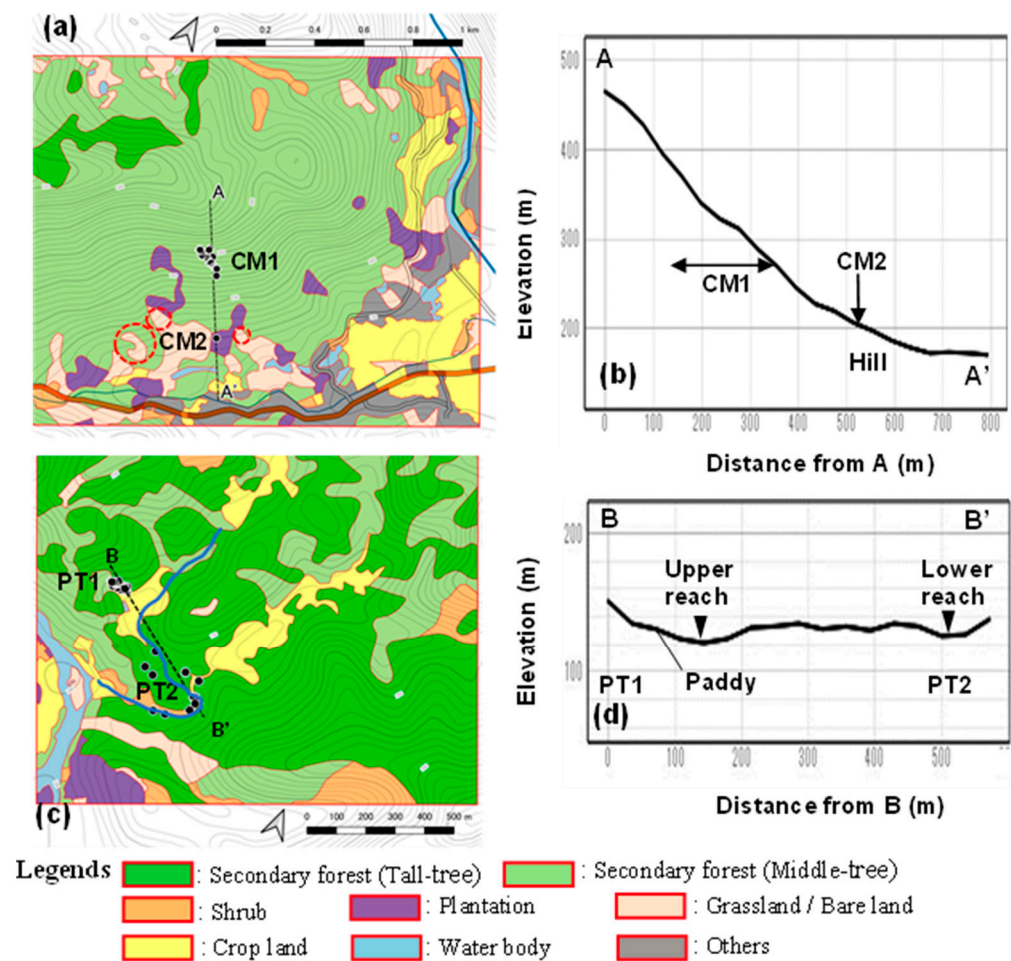 (a)
0 0.2 0.4 0.6 0.8 1 km
A
CM1
CM2
A'
500
400
300
200
Elevation (m)
A
CM1
CM2
Hill
A'
(b)
0 100 200 300 400 500 600 700 800
Distance from A (m)
B
PT1
PT2
B'
(c)
0 100 200 300 400 500 m
200
100
Elevation (m)
B
B'
Upper
reach
Lower
reach
PT1
Paddy
PT2
(d)
0 100 200 300 400 500
Distance from B (m)
Legends
: Secondary forest (Tall-tree)
: Secondary forest (Middle-tree)
: Shrub
: Plantation
: Grassland / Bare land
: Crop land
: Water body
: Others